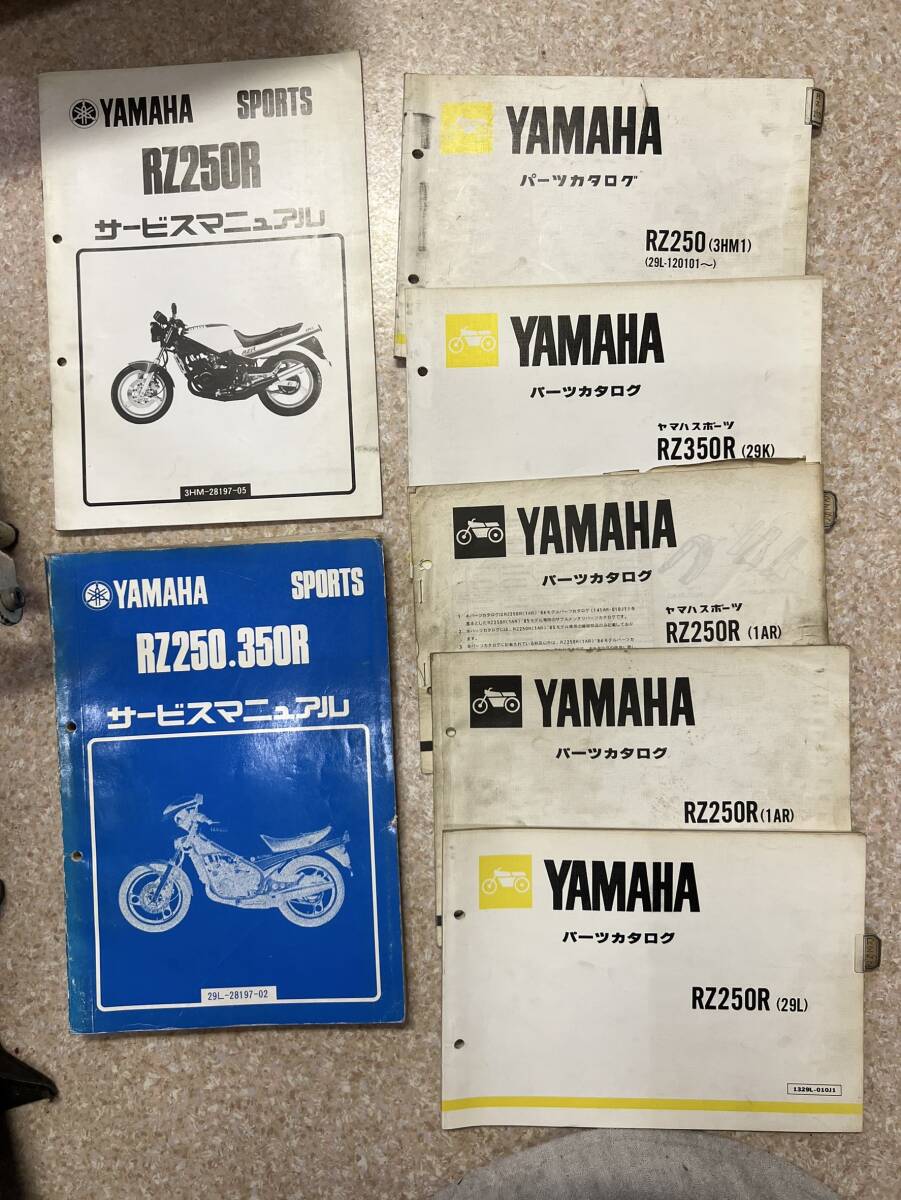 YAMAHA SPORTS
RZ250R
サービスマニュアル
3HM-28197-05
YAMAHA SPORTS
RZ250.350R
サービスマニュアル
29L-28197-02
YAMAHA
パーツカタログ
RZ250(3HM1)
(29L-120101~)
YAMAHA
パーツカタログ
ヤマハスポーツ
RZ350R(29K)
YAMAHA
パーツカタログ
ヤマハスポーツ
RZ250R(1AR)
YAMAHA
パーツカタログ
RZ250R(1AR)
YAMAHA
パーツカタログ
RZ250R(29L)
1329L-010J1